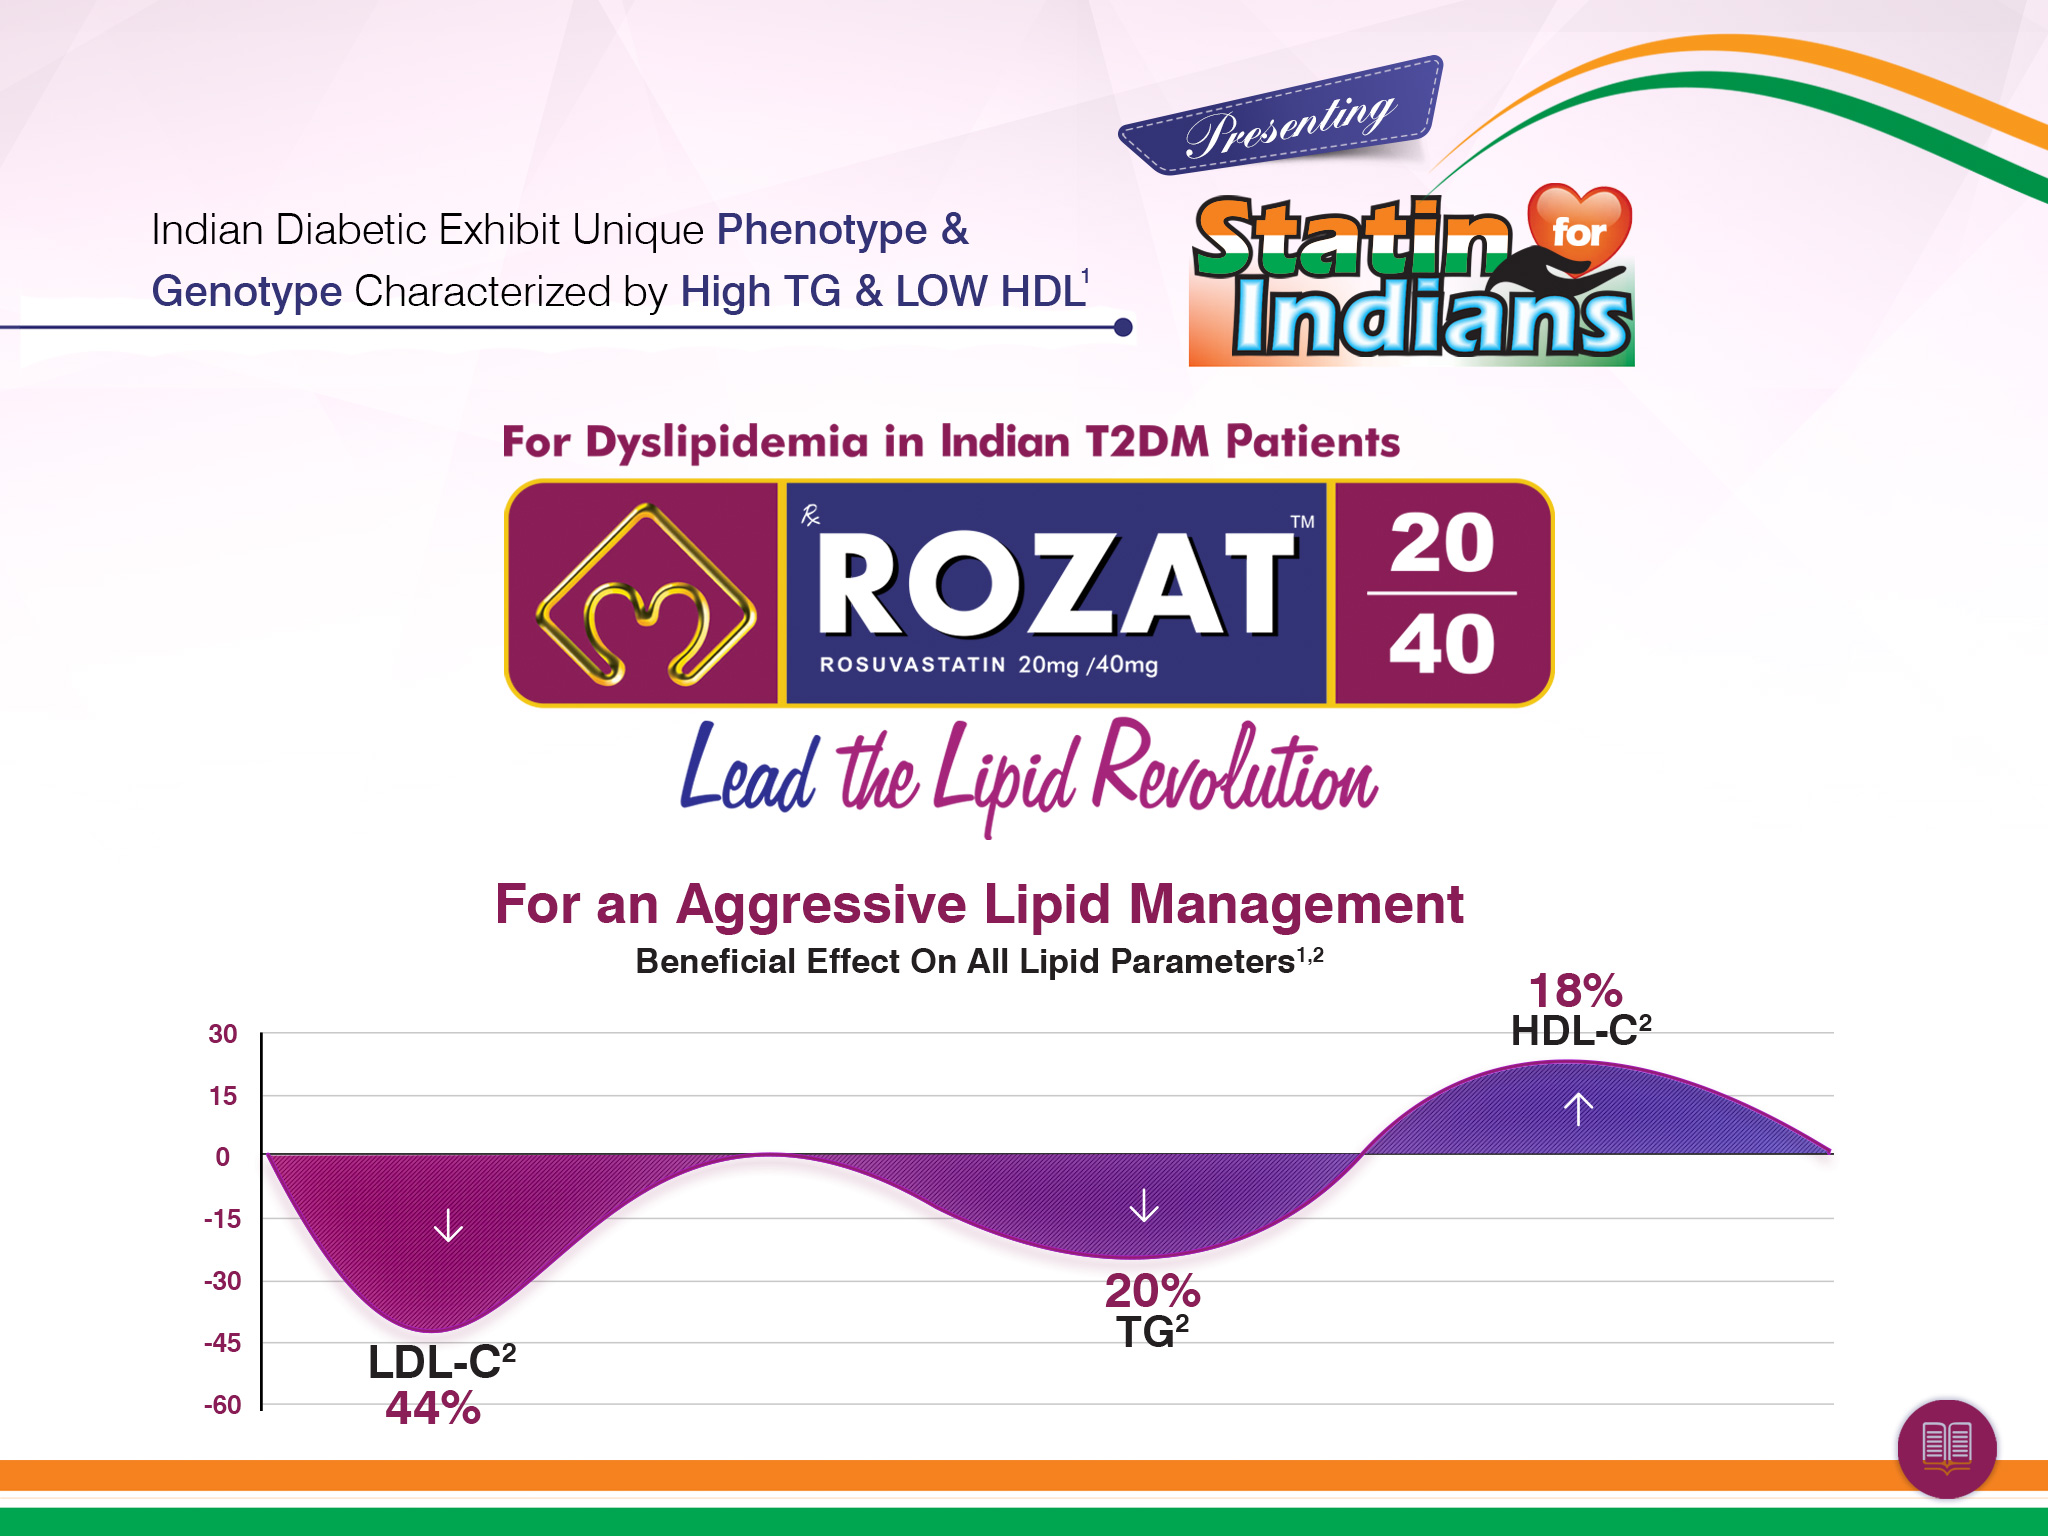 Presenting
Statin for
Indians
Indian Diabetic Exhibit Unique Phenotype &
Genotype Characterized by High TG & LOW HDL¹
For Dyslipidemia in Indian T2DM Patients
Rx
ROZAT™
ROSUVASTATIN 20mg /40mg
20
40
Lead the Lipid Revolution
For an Aggressive Lipid Management
Beneficial Effect On All Lipid Parameters¹,²
18%
HDL-C²
30
15
0
-15
-30
-45
-60
20%
TG²
LDL-C²
44%